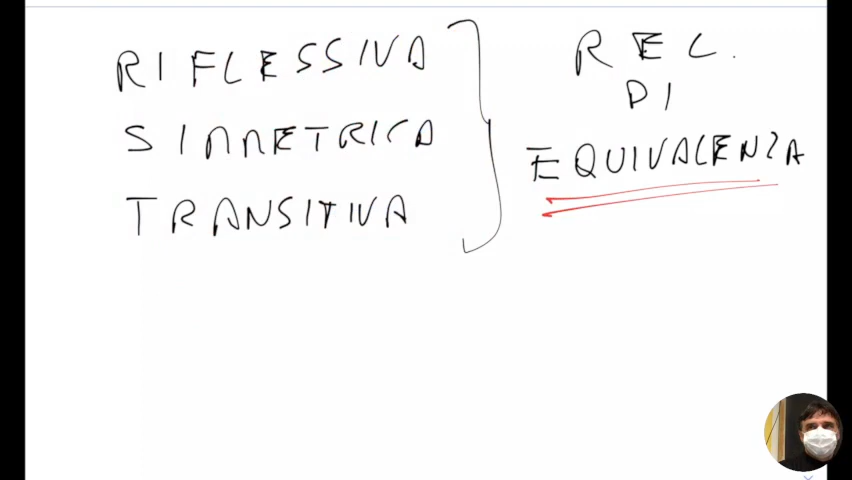 RIFLESSIVA
SIMMETRICA
TRANSITIVA
REL.
DI
EQUIVALENZA